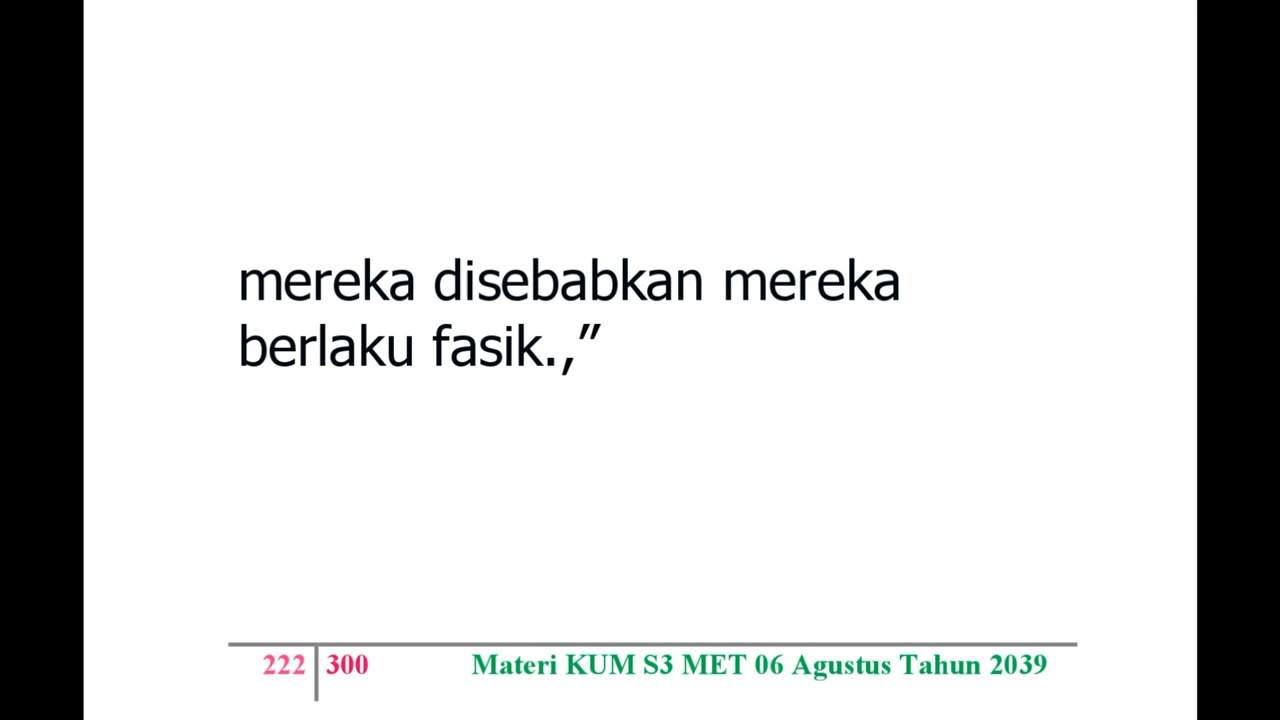 mereka disebabkan mereka
berlaku fasik.,”
222 300 Materi KUM S3 MET 06 Agustus Tahun 2039